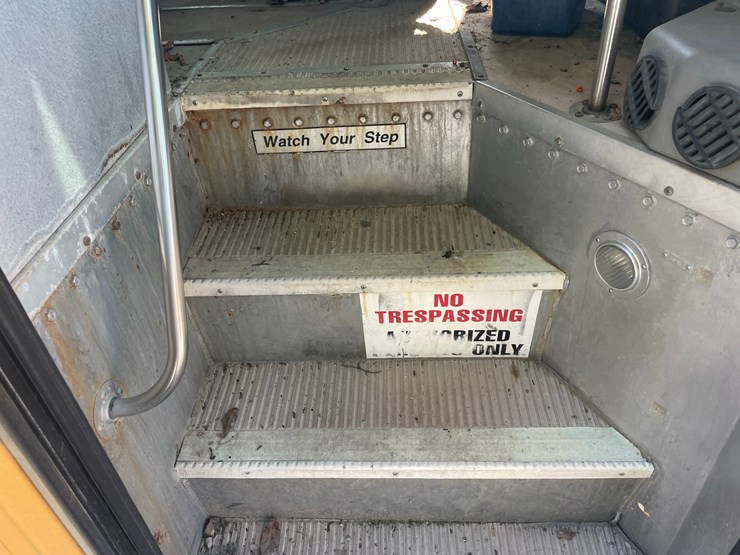 Watch Your Step
NO
TRESPASSING
ONLY